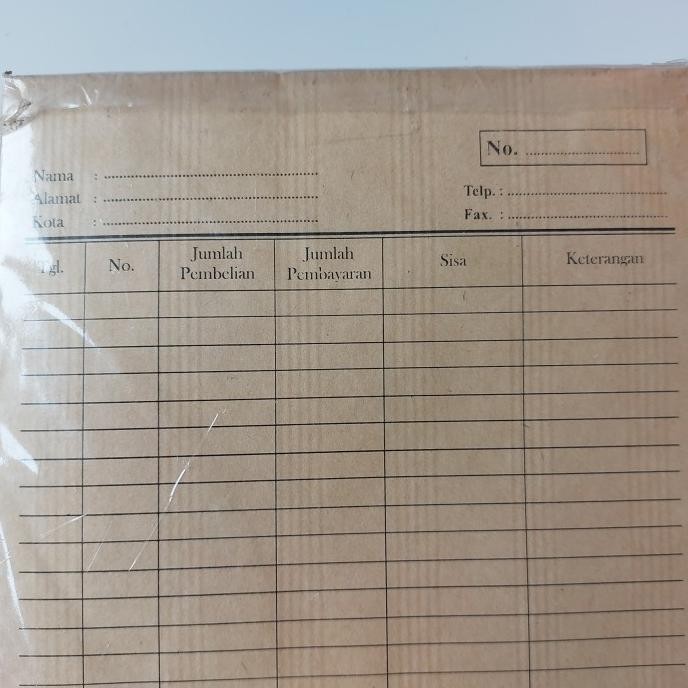 No. ..............................
Nama : ............................................................
Telp. : .............................................
Alamat : ............................................................
Fax. : .............................................
Kota : ............................................................
Tgl. No. Jumlah Pembelian Jumlah Pembayaran Sisa Keterangan